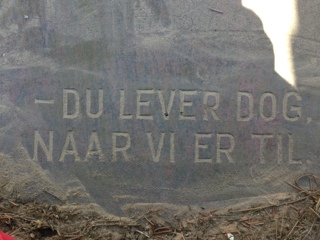 – DU LEVER DOG,
NAAR VI ER TIL.